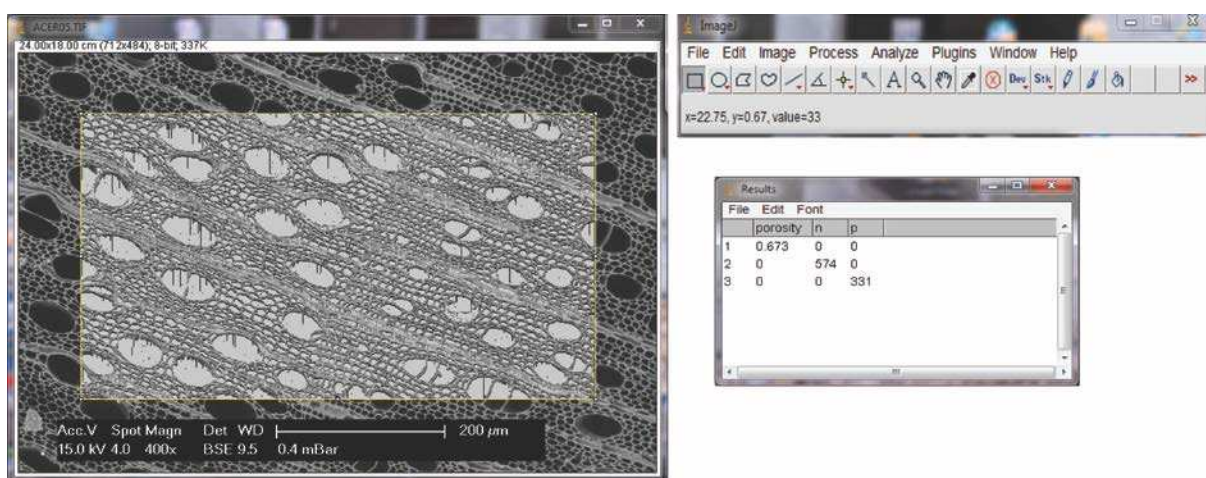 ACER05.TIF
24.00x18.00 cm (712x484); 8-bit; 337K
Acc.V Spot Magn Det WD 200 µm
15.0 kV 4.0 400x BSE 9.5 0.4 mBar
ImageJ
File Edit Image Process Analyze Plugins Window Help
A Dev Stk >>
x=22.75, y=0.67, value=33
Results
File Edit Font
porosity n p
1 0.673 0 0
2 0 574 0
3 0 0 331